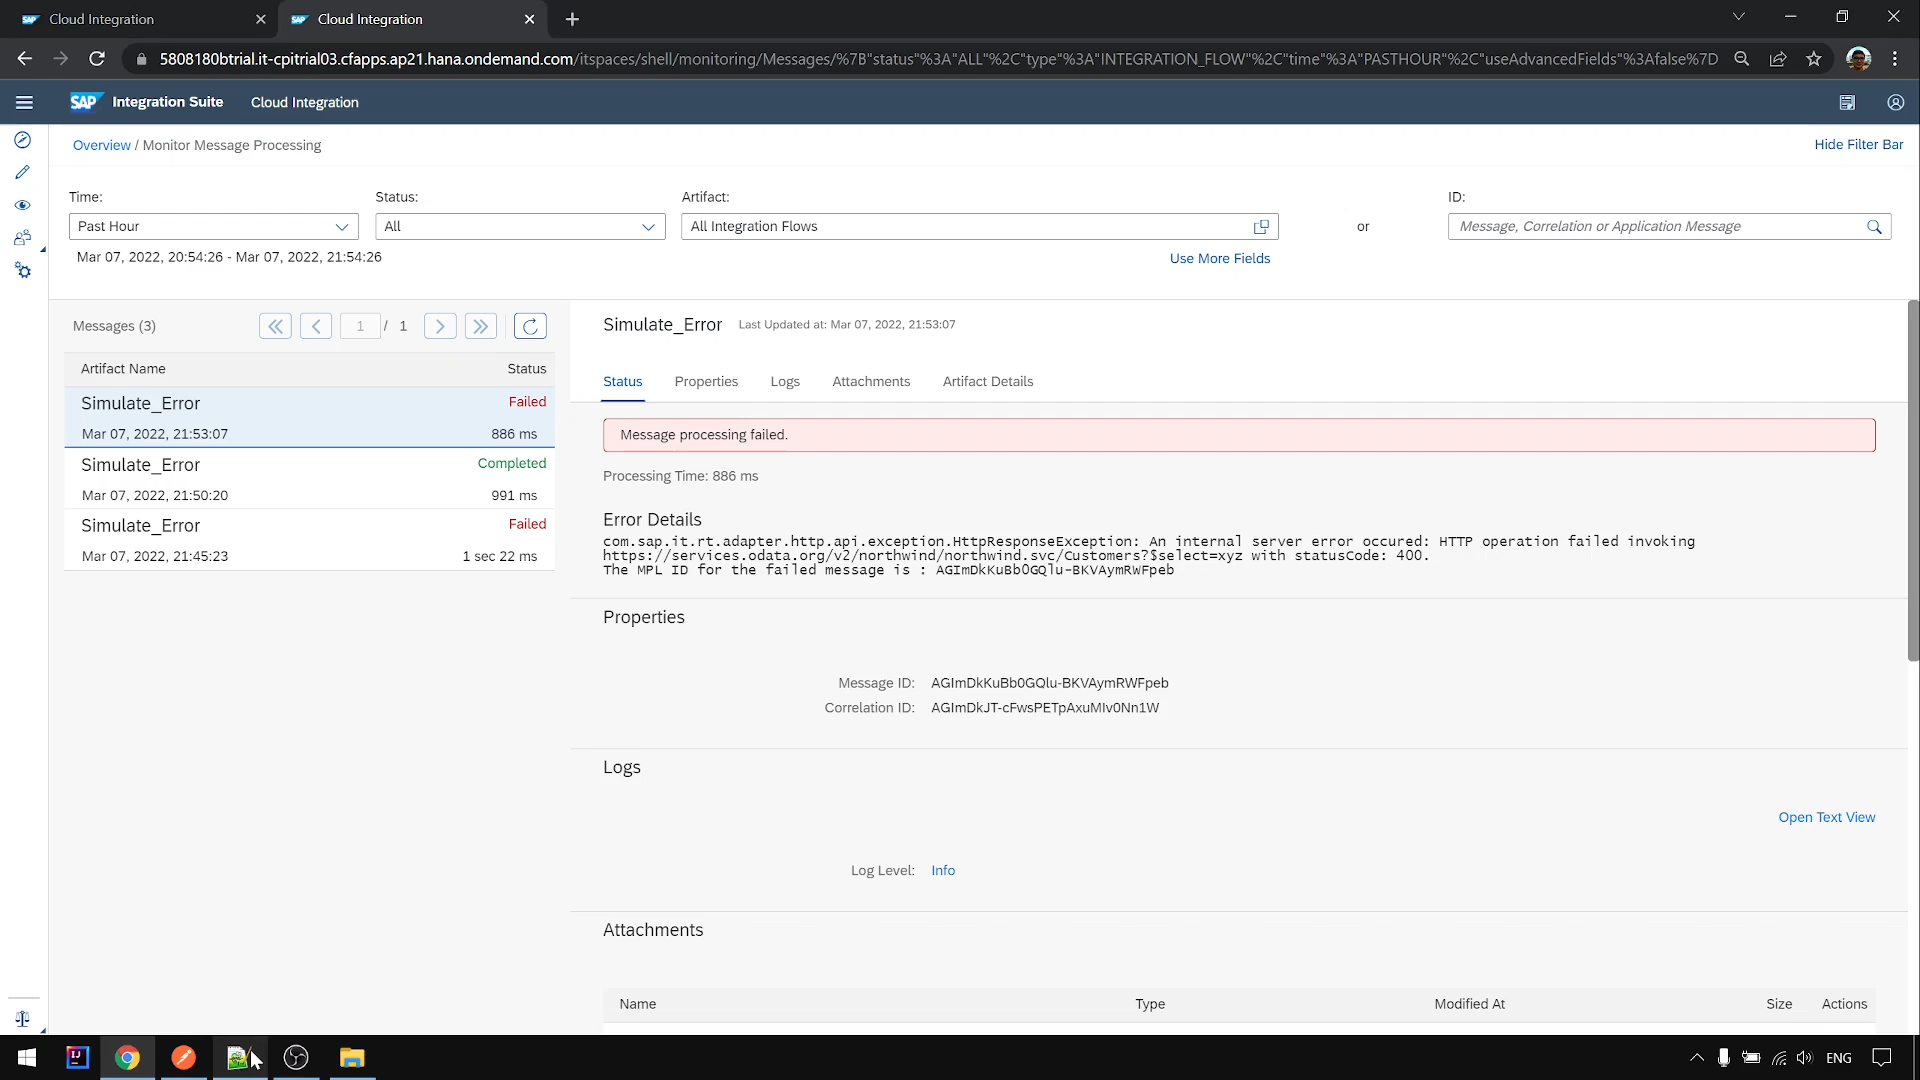 SAP Cloud Integration
SAP Cloud Integration
5808180btrial.it-cpitrial03.cfapps.ap21.hana.ondemand.com/itspaces/shell/monitoring/Messages/%7B"status"%3A"ALL"%2C"type"%3A"INTEGRATION_FLOW"%2C"time"%3A"PASTHOUR"%2C"useAdvancedFields"%3Afalse%7D
SAP Integration Suite Cloud Integration
Overview / Monitor Message Processing
Hide Filter Bar
Time: Status: Artifact: ID:
Past Hour All All Integration Flows or Message, Correlation or Application Message
Mar 07, 2022, 20:54:26 - Mar 07, 2022, 21:54:26
Use More Fields
Messages (3) 1 / 1
Artifact Name Status
Simulate_Error Failed
Mar 07, 2022, 21:53:07 886 ms
Simulate_Error Completed
Mar 07, 2022, 21:50:20 991 ms
Simulate_Error Failed
Mar 07, 2022, 21:45:23 1 sec 22 ms
Simulate_Error Last Updated at: Mar 07, 2022, 21:53:07
Status Properties Logs Attachments Artifact Details
Message processing failed.
Processing Time: 886 ms
Error Details
com.sap.it.rt.adapter.http.api.exception.HttpResponseException: An internal server error occured: HTTP operation failed invoking
https://services.odata.org/v2/northwind/northwind.svc/Customers?$select=xyz with statusCode: 400.
The MPL ID for the failed message is : AGImDkKuBb0GQlu-BKVAymRWFpeb
Properties
Message ID: AGImDkKuBb0GQlu-BKVAymRWFpeb
Correlation ID: AGImDkJT-cFwsPETpAxuMIv0Nn1W
Logs
Open Text View
Log Level: Info
Attachments
Name Type Modified At Size Actions
IJ
ENG